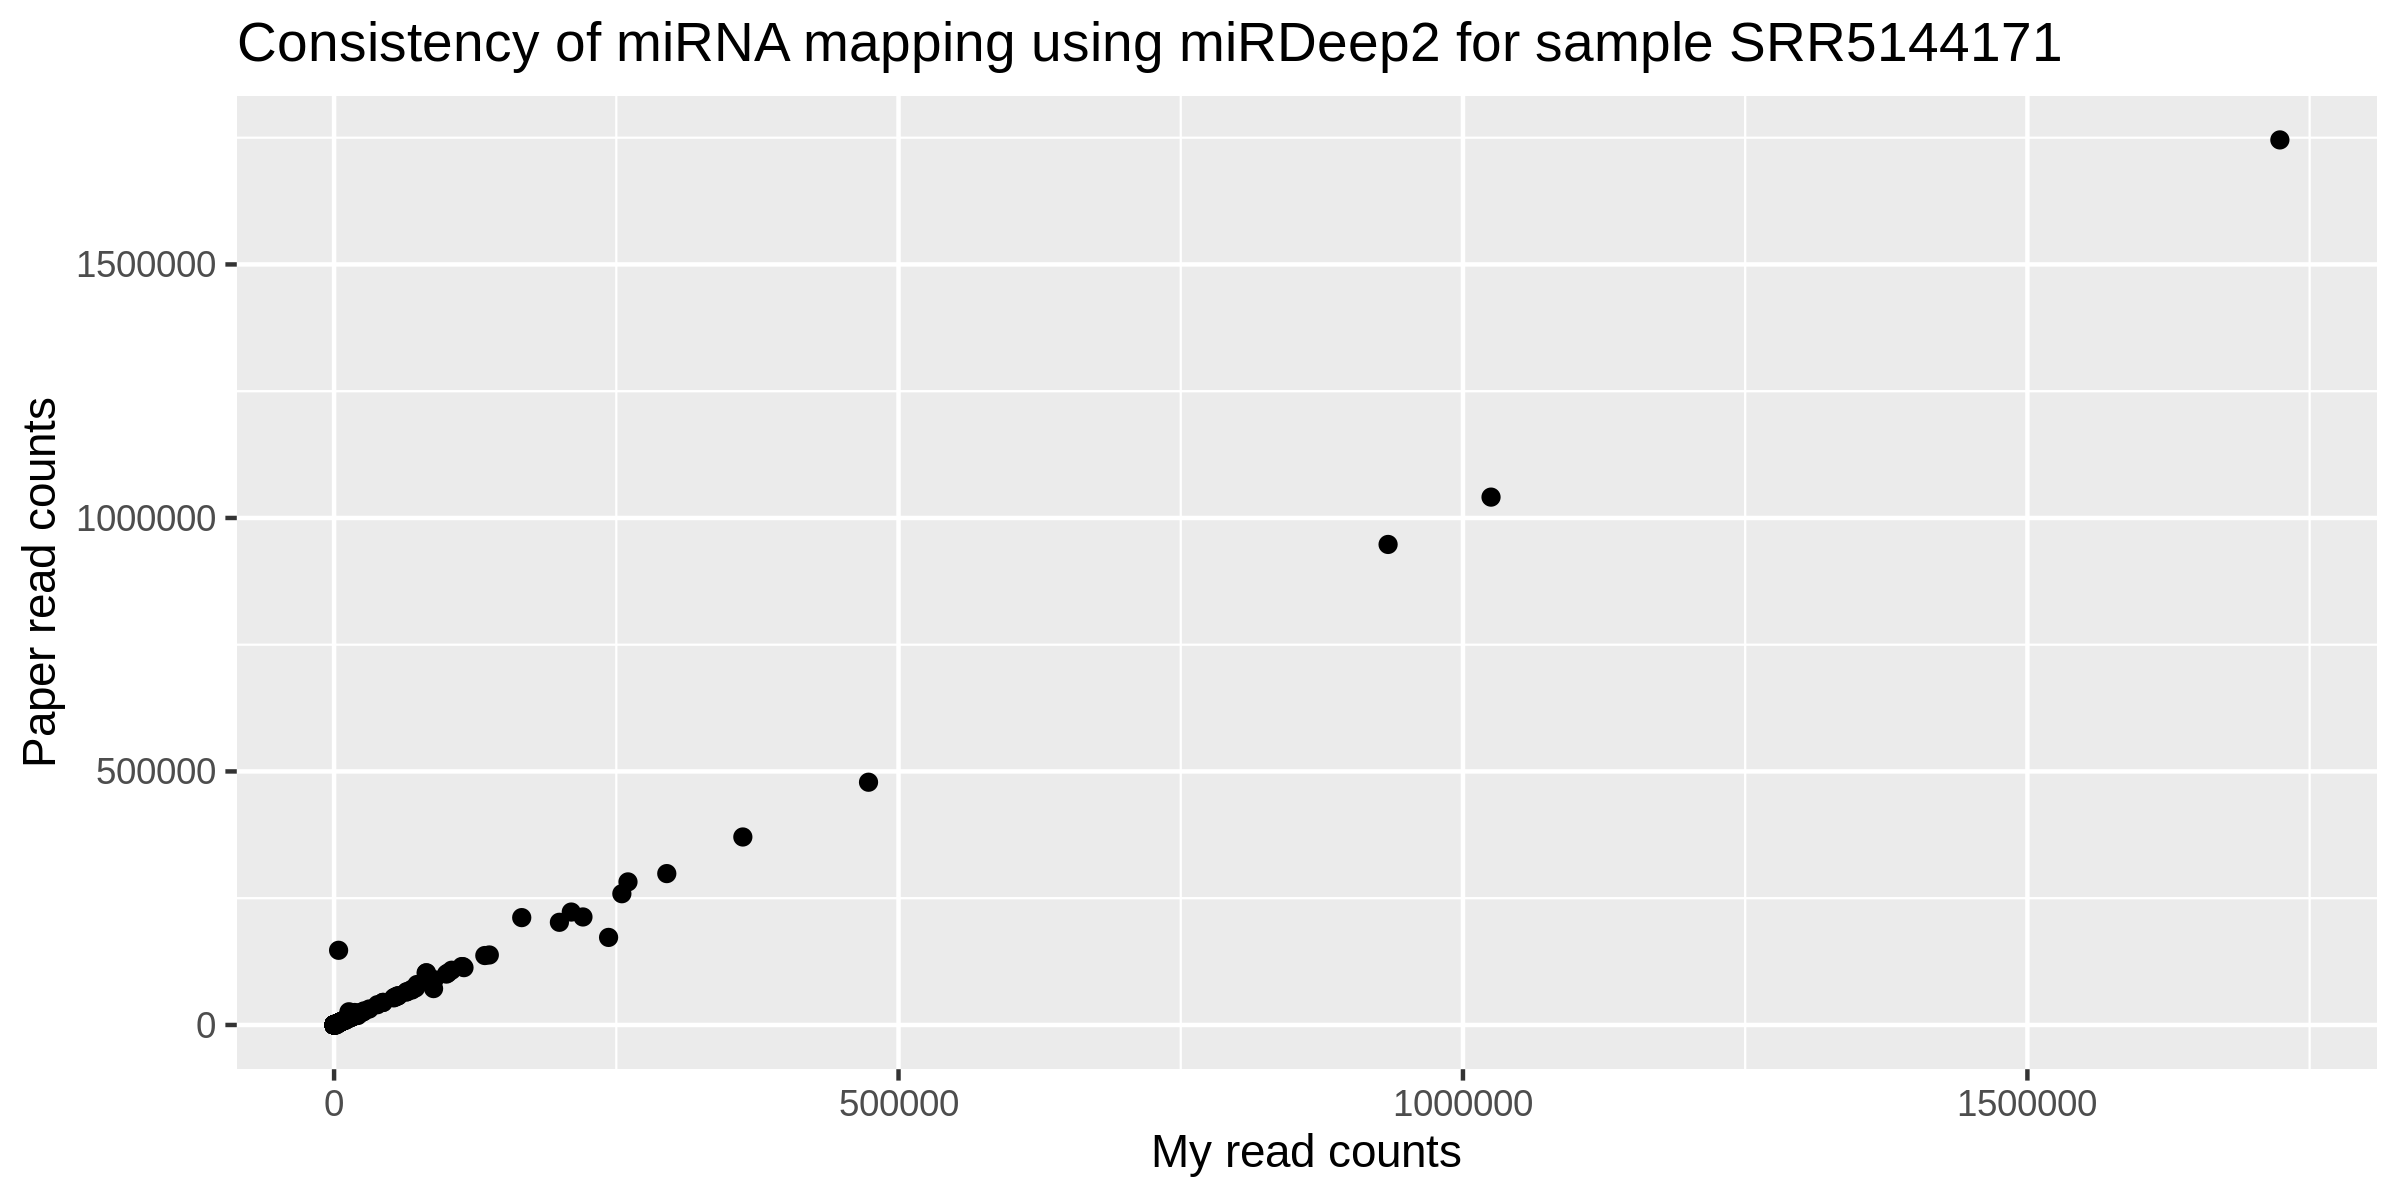 Consistency of miRNA mapping using miRDeep2 for sample SRR5144171
Paper read counts
1500000
1000000
500000
0
0
500000
1000000
1500000
My read counts